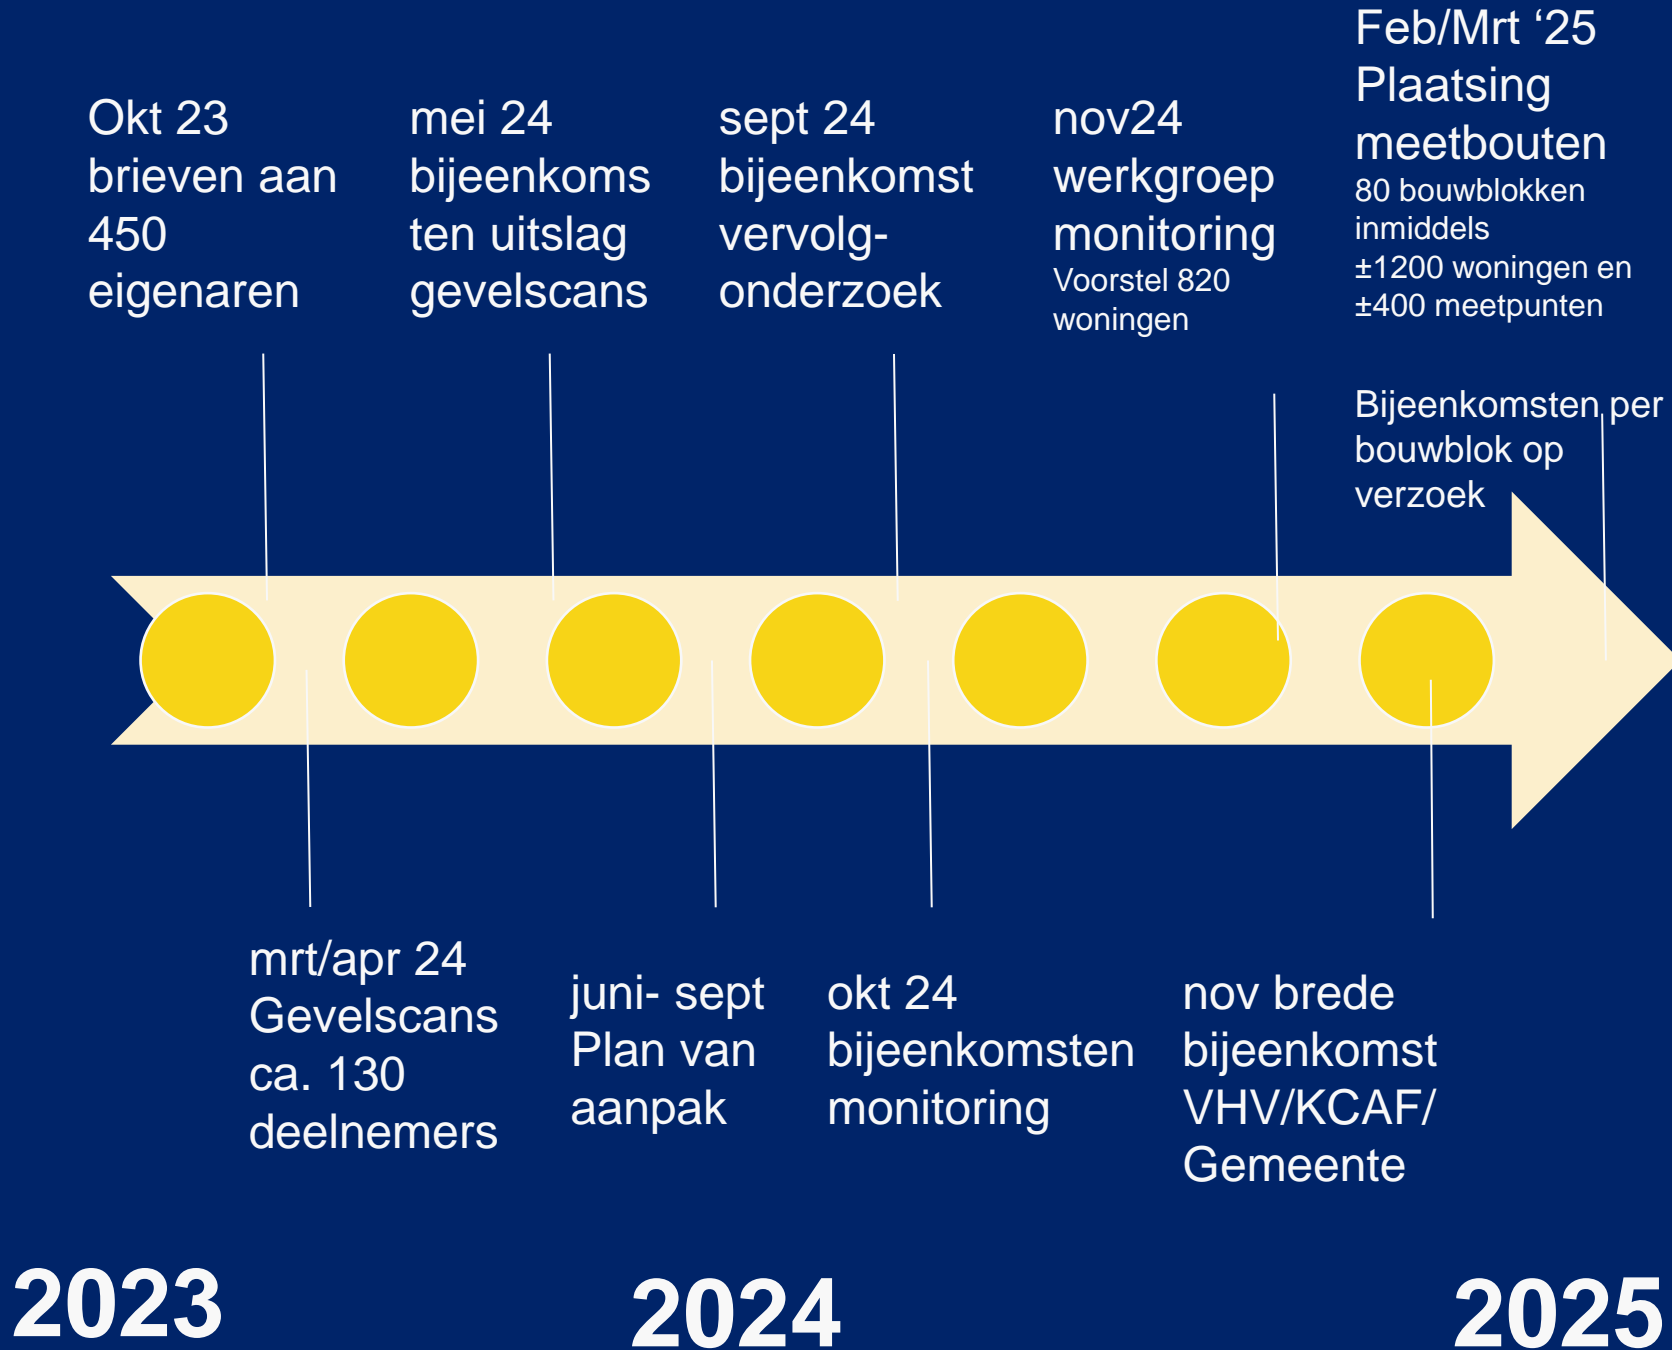 Okt 23
brieven aan
450
eigenaren
mei 24
bijeenkoms
ten uitslag
gevelscans
sept 24
bijeenkomst
vervolg-
onderzoek
nov24
werkgroep
monitoring
Voorstel 820
woningen
Feb/Mrt ‘25
Plaatsing
meetbouten
80 bouwblokken
inmiddels
±1200 woningen en
±400 meetpunten
Bijeenkomsten per
bouwblok op
verzoek
mrt/apr 24
Gevelscans
ca. 130
deelnemers
juni- sept
Plan van
aanpak
okt 24
bijeenkomsten
monitoring
nov brede
bijeenkomst
VHV/KCAF/
Gemeente
2023
2024
2025